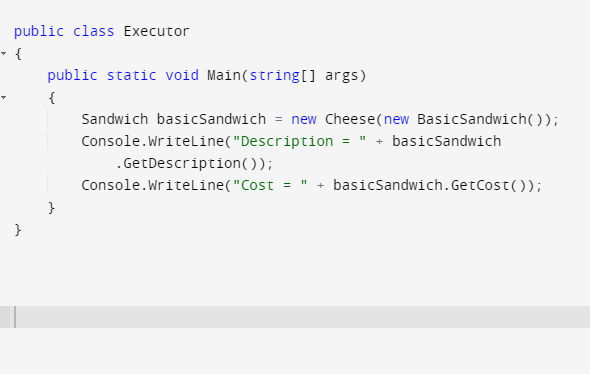 public class Executor
{
public static void Main(string[] args)
{
Sandwich basicSandwich = new Cheese(new BasicSandwich());
Console.WriteLine("Description = " + basicSandwich
.GetDescription());
Console.WriteLine("Cost = " + basicSandwich.GetCost());
}
}